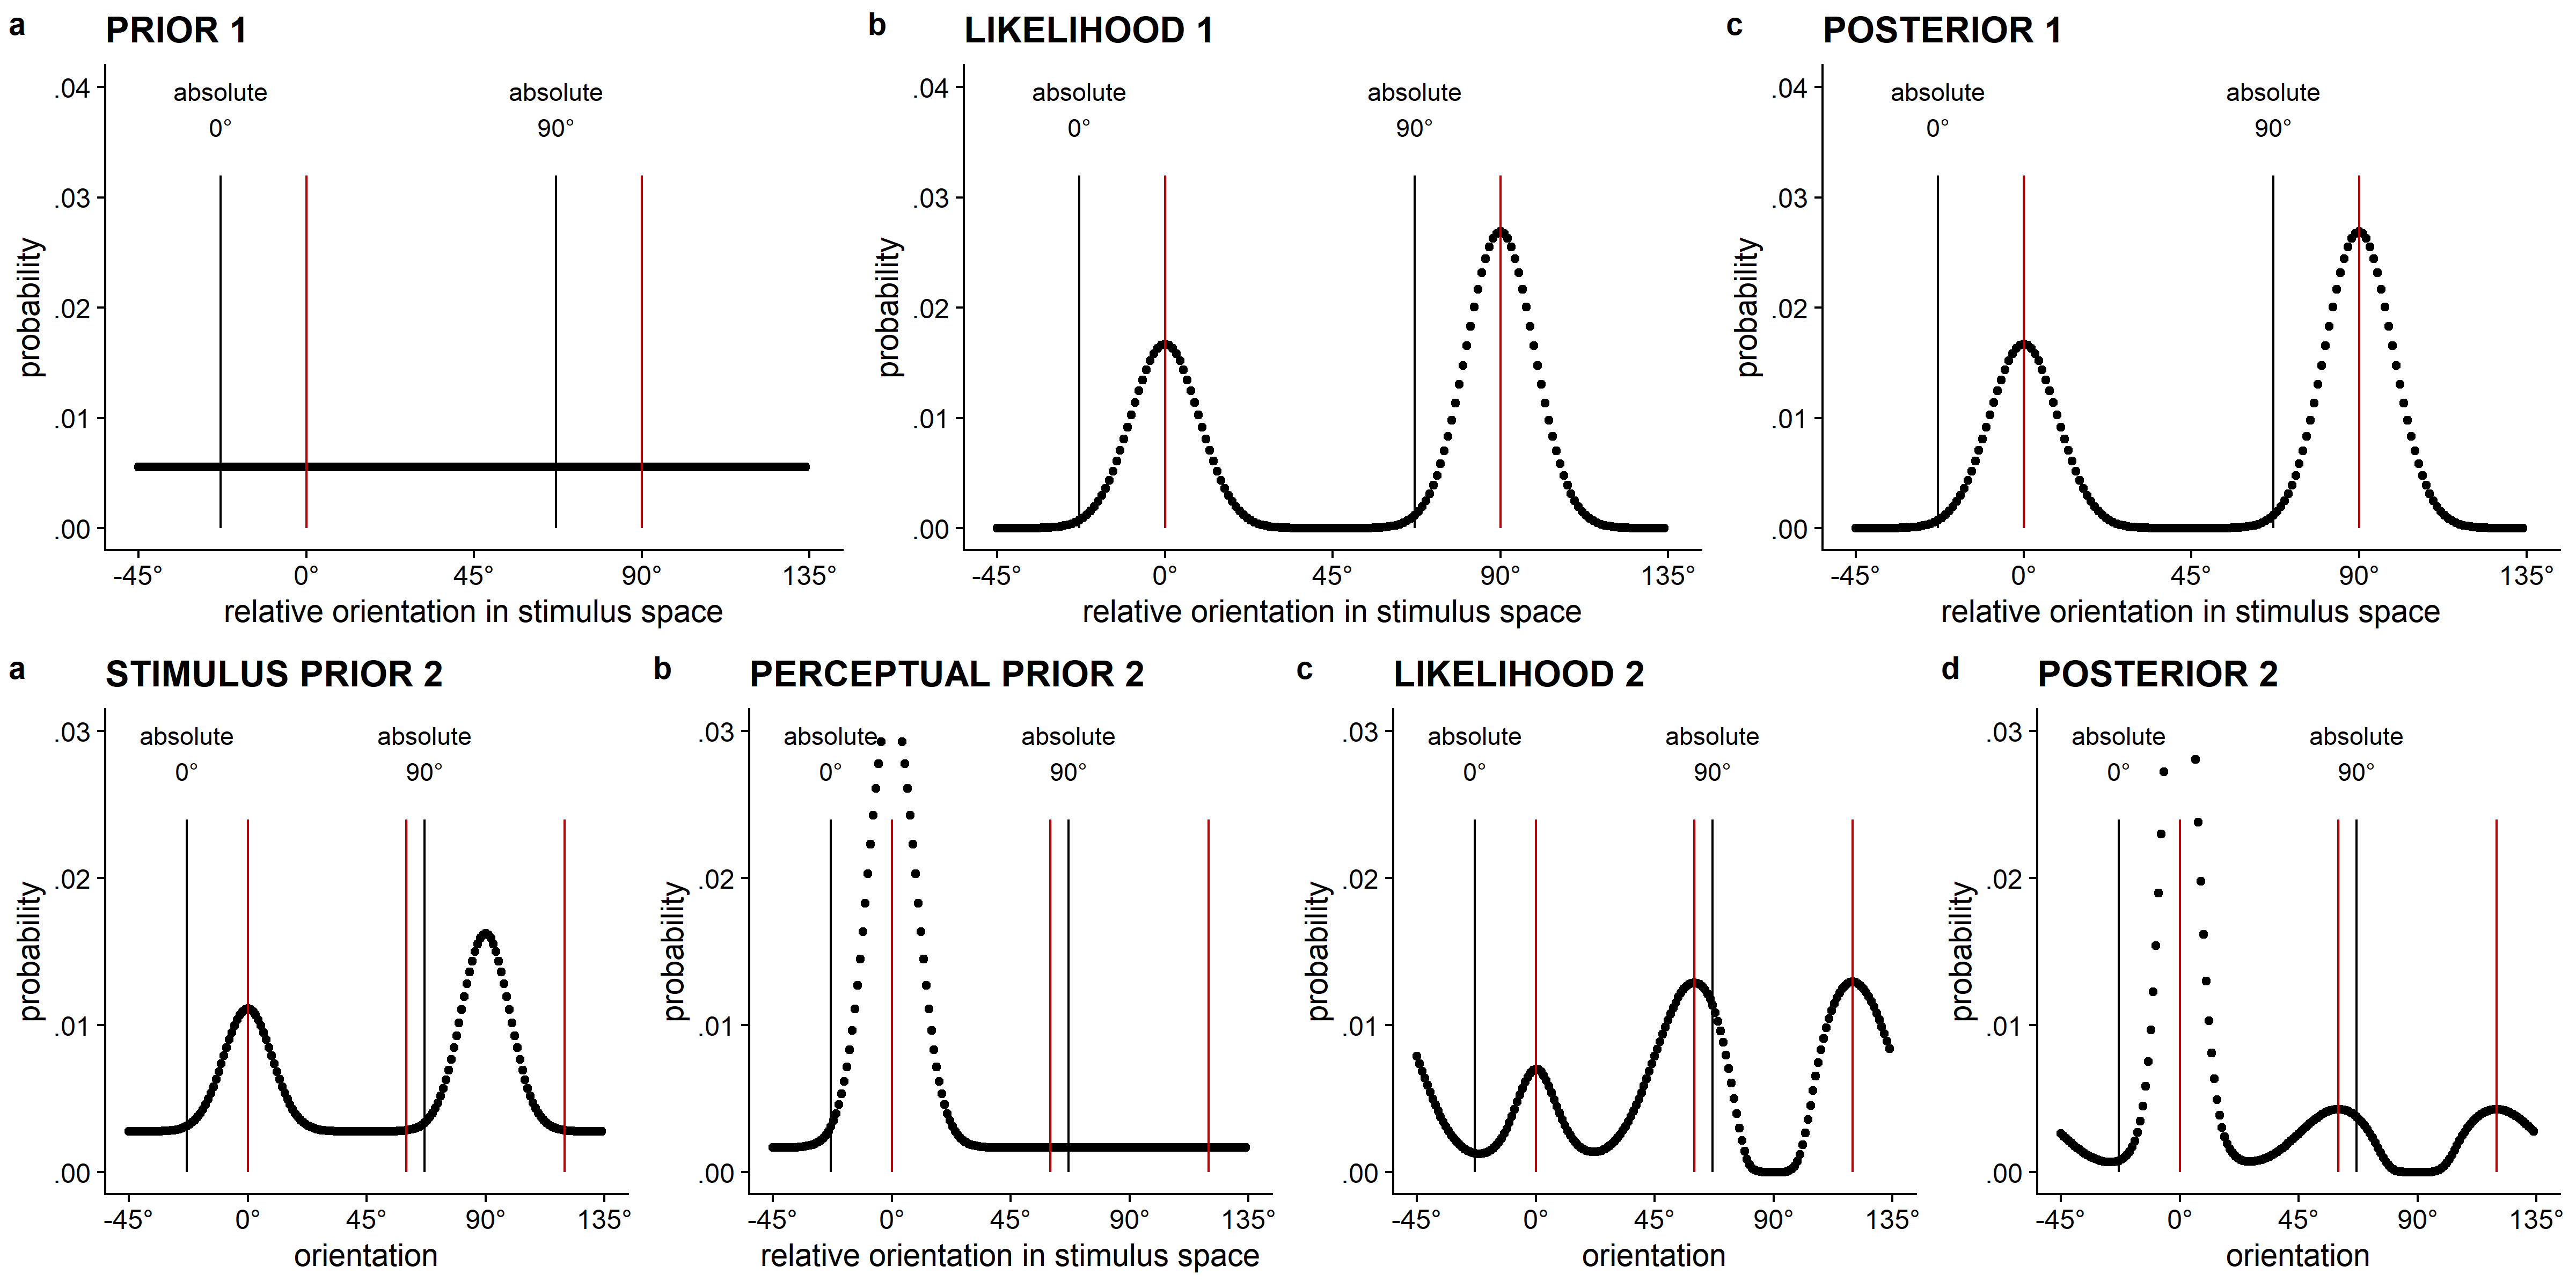 a PRIOR 1
.04
.03
.02
.01
.00
absolute 0°
absolute 90°
probability
-45° 0° 45° 90° 135°
relative orientation in stimulus space
b LIKELIHOOD 1
.04
.03
.02
.01
.00
absolute 0°
absolute 90°
probability
-45° 0° 45° 90° 135°
relative orientation in stimulus space
c POSTERIOR 1
.04
.03
.02
.01
.00
absolute 0°
absolute 90°
probability
-45° 0° 45° 90° 135°
relative orientation in stimulus space
a STIMULUS PRIOR 2
.03
.02
.01
.00
absolute 0°
absolute 90°
probability
-45° 0° 45° 90° 135°
orientation
b PERCEPTUAL PRIOR 2
.03
.02
.01
.00
absolute 0°
absolute 90°
probability
-45° 0° 45° 90° 135°
relative orientation in stimulus space
c LIKELIHOOD 2
.03
.02
.01
.00
absolute 0°
absolute 90°
probability
-45° 0° 45° 90° 135°
orientation
d POSTERIOR 2
.03
.02
.01
.00
absolute 0°
absolute 90°
probability
-45° 0° 45° 90° 135°
orientation